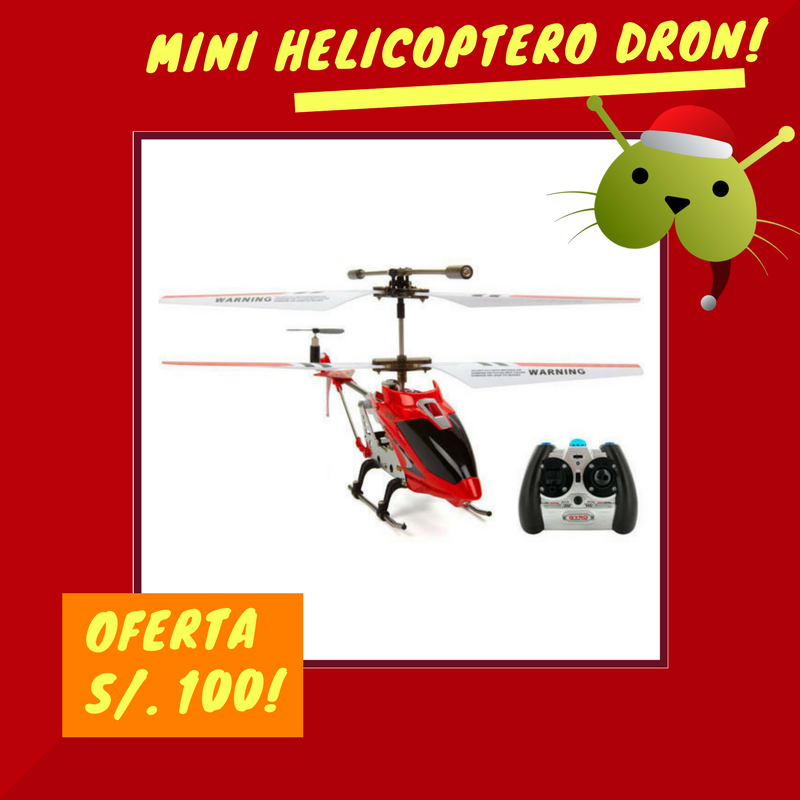 MINI HELICOPTERO DRON!
WARNING
WARNING
OFERTA
S/. 100!